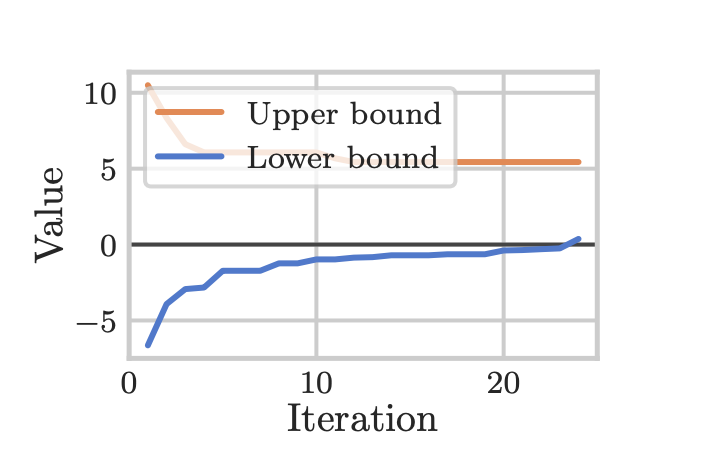 10
5
0
−5
Value
Upper bound
Lower bound
0 10 20
Iteration